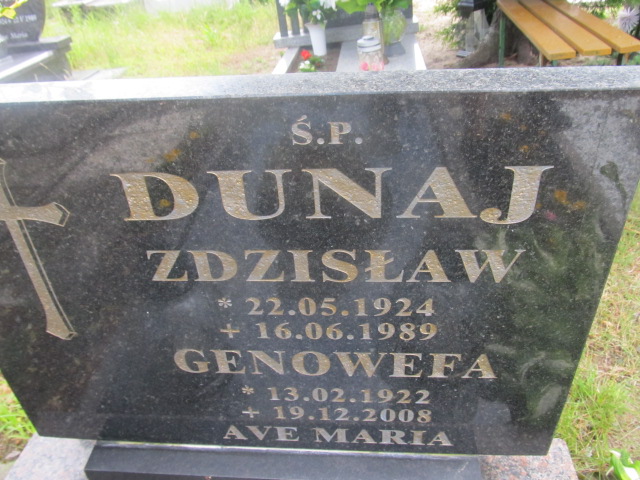 Ś.P.
DUNAJ
ZDZISŁAW
* 22.05.1924
+ 16.06.1989
GENOWEFA
* 13.02.1922
+ 19.12.2008
AVE MARIA